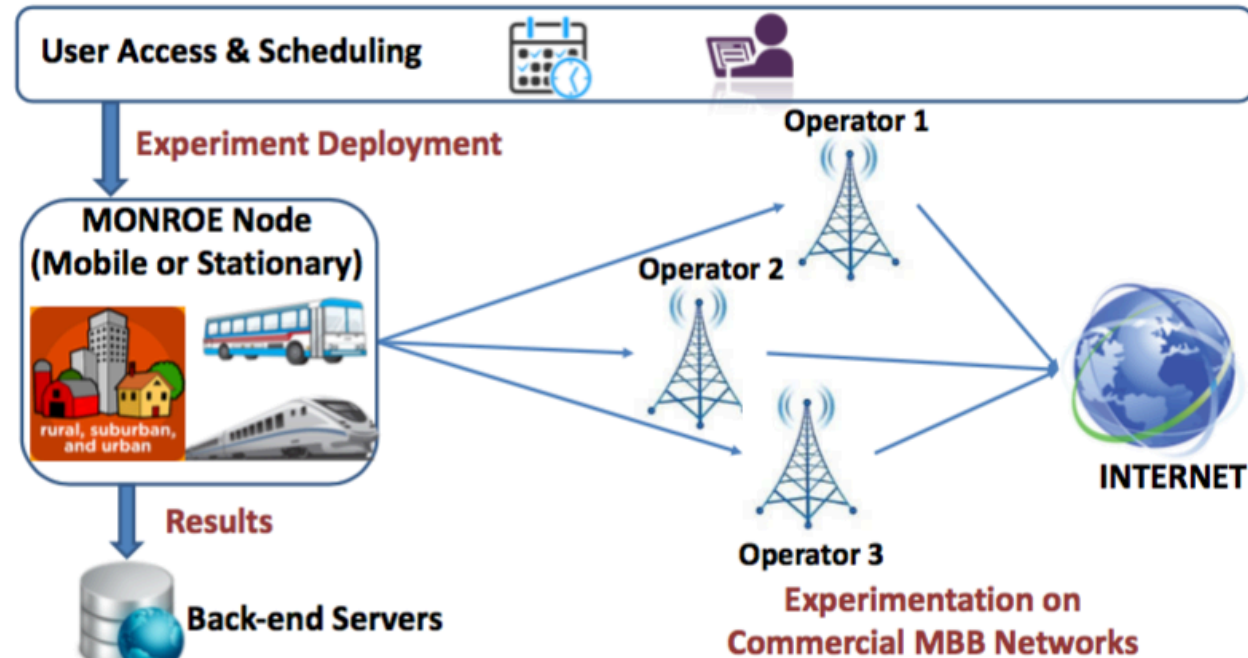 User Access & Scheduling
Experiment Deployment
Operator 1
MONROE Node
(Mobile or Stationary)
Operator 2
rural, suburban,
and urban
INTERNET
Results
Operator 3
Back-end Servers
Experimentation on
Commercial MBB Networks